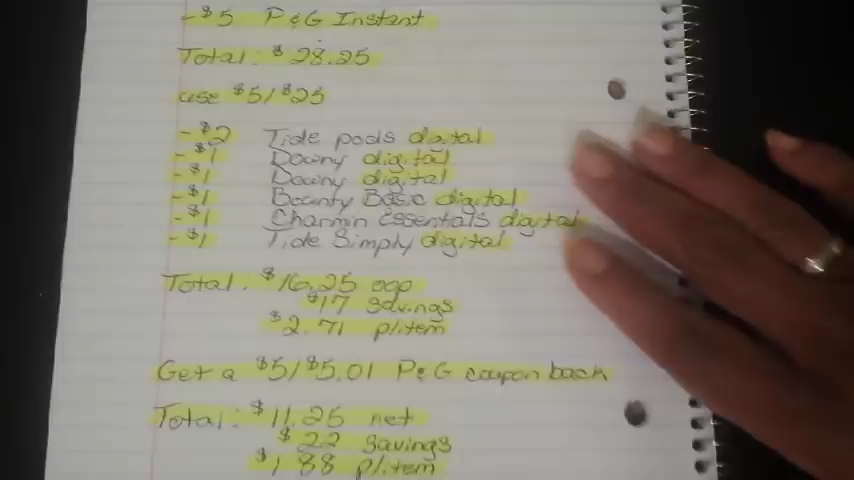 -$5 P&G Instant
Total: $28.25
use $5/$25
-$2 Tide pods digital
-$1 Downy digital
-$1 Downy digital
-$1 Bounty Basic digital
-$1 Charmin Essentials digital
-$1 Tide Simply digital
Total: $16.25 oop
$17 savings
$2.71 p/item
Get a $5/$5.01 P&G coupon back
Total: $11.25 net
$22 savings
$1.88 p/item